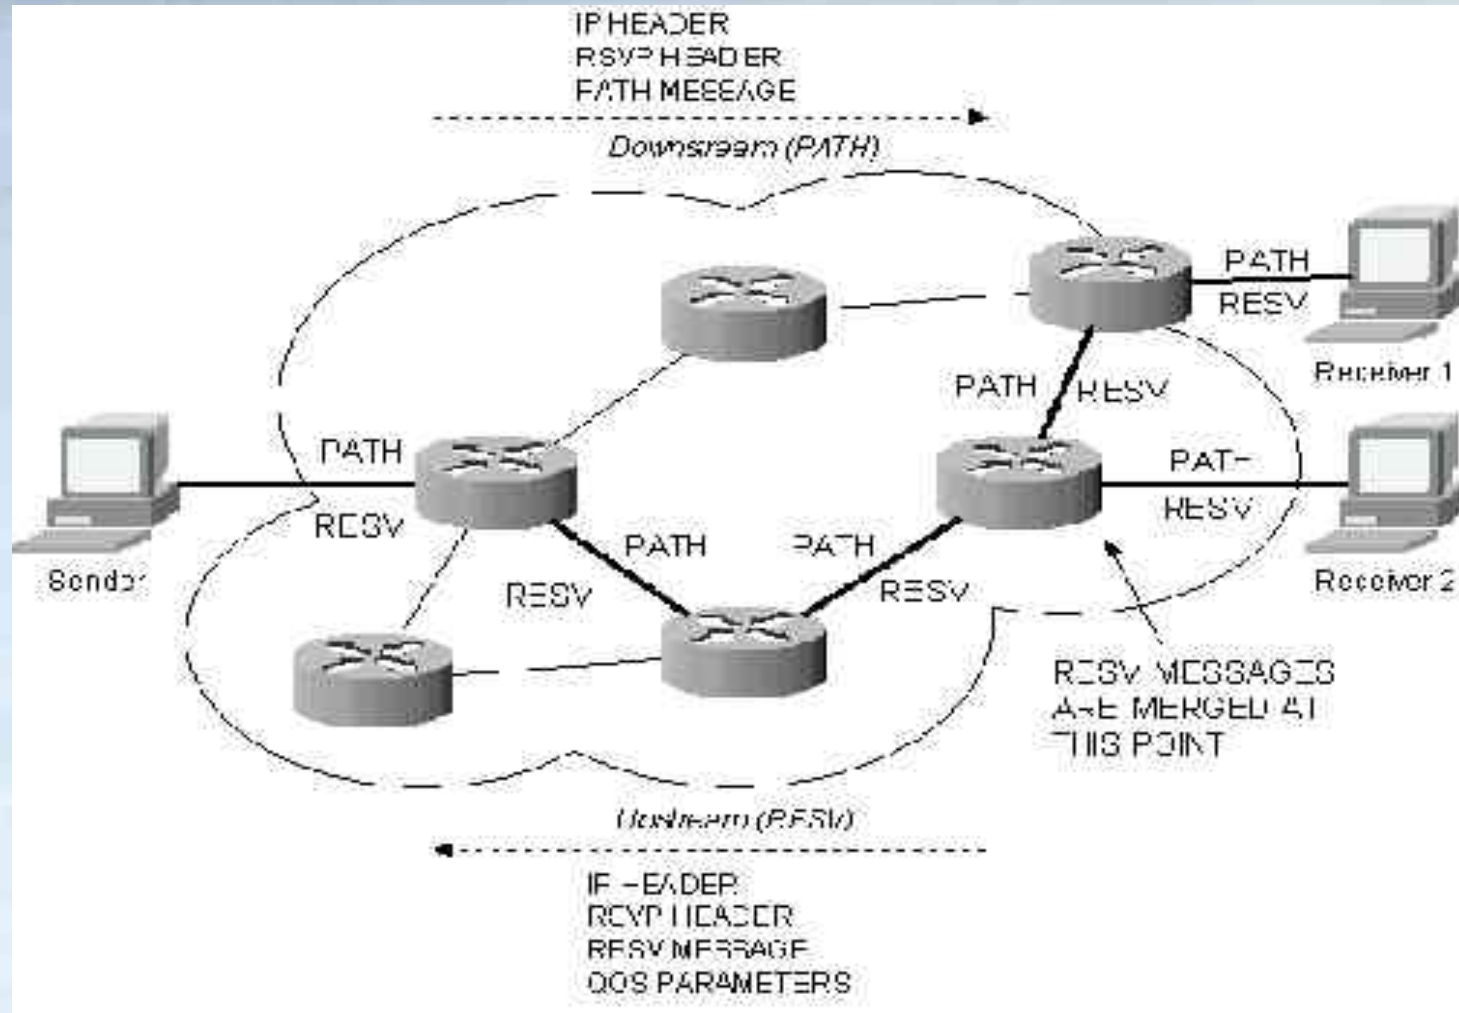 IP HEADER
RSVP HEADER
PATH MESSAGE
Downstream (PATH)
PATH
RESV
Receiver 1
PATH
RESV
PATH
RESV
PATH
RESV
Sender
PATH
RESV
PATH
RESV
Receiver 2
RESV MESSAGES
ARE MERGED AT
THIS POINT
Upstream (RESV)
IP HEADER
RSVP HEADER
RESV MESSAGE
QOS PARAMETERS